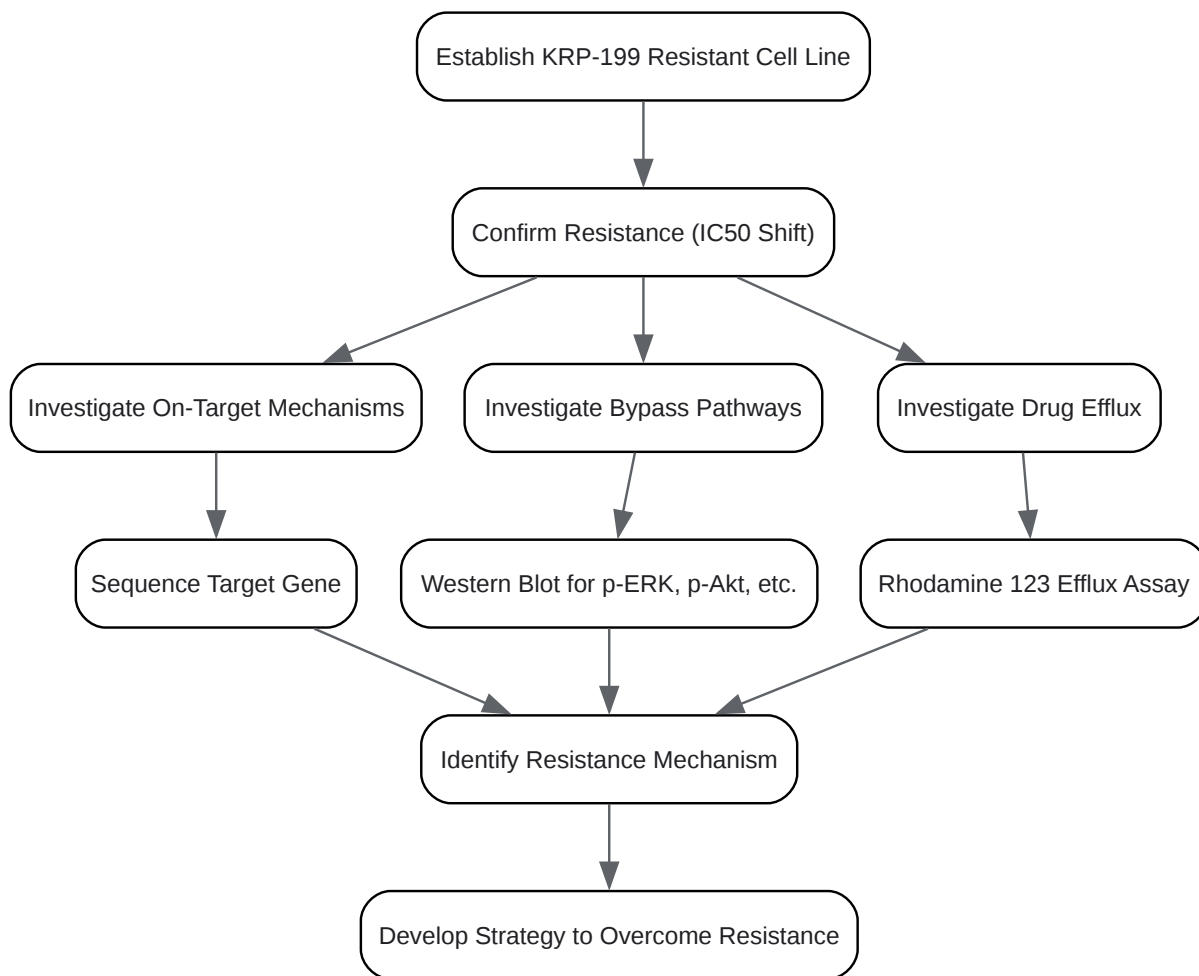 Establish KRP-199 Resistant Cell Line
Confirm Resistance (IC50 Shift)
Investigate On-Target Mechanisms
Investigate Bypass Pathways
Investigate Drug Efflux
Sequence Target Gene
Western Blot for p-ERK, p-Akt, etc.
Rhodamine 123 Efflux Assay
Identify Resistance Mechanism
Develop Strategy to Overcome Resistance